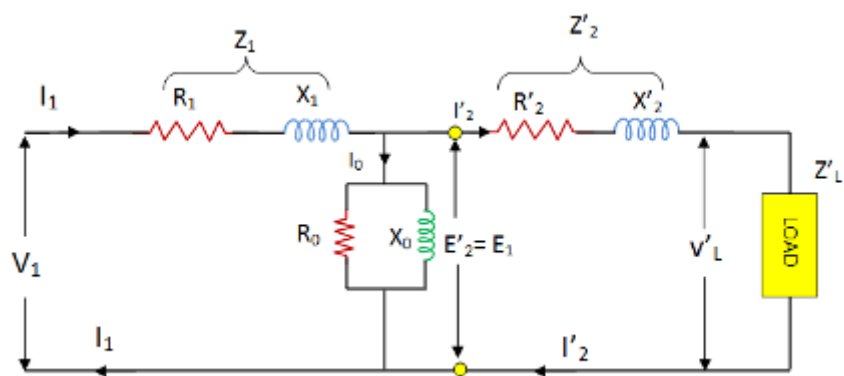 Z₁
Z'₂
I₁
R₁
X₁
I'₂
R'₂
X'₂
I₀
Z'L
R₀
X₀
E'₂= E₁
v'L
LOAD
V₁
I₁
I'₂